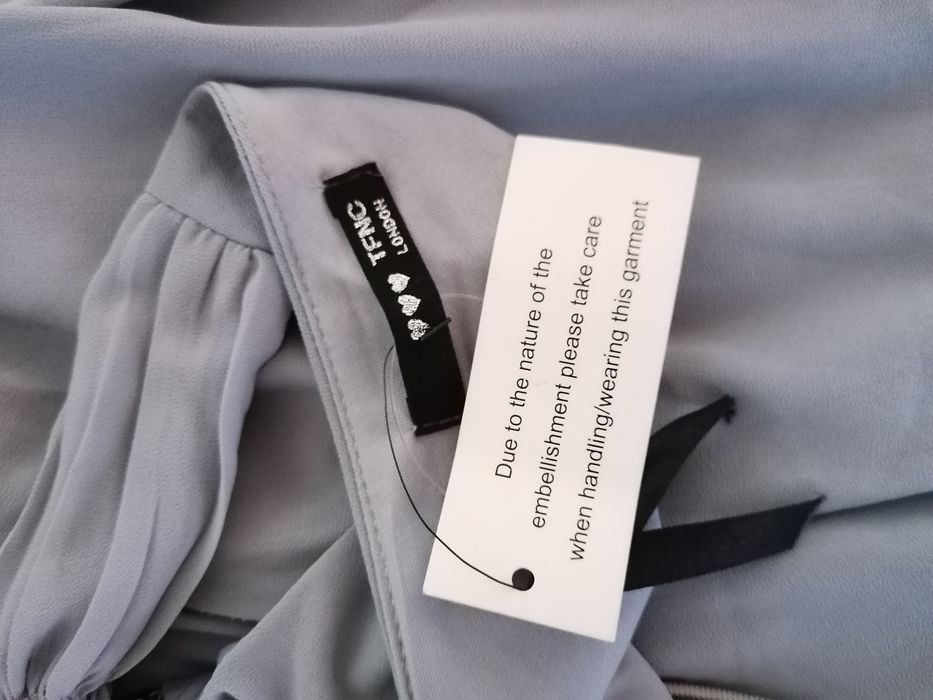 TFNC
LONDON
Due to the nature of the
embellishment please take care
when handling/wearing this garment